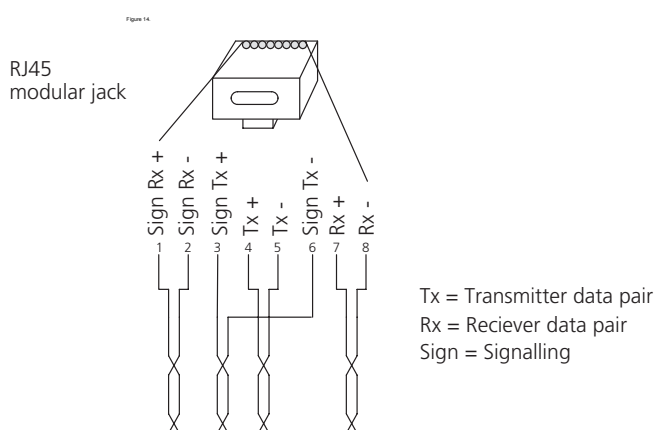 Figure 14.
RJ45
modular jack
Sign Rx +
Sign Rx -
Sign Tx +
Tx +
Tx -
Sign Tx -
Rx +
Rx -
1 2 3 4 5 6 7 8
Tx = Transmitter data pair
Rx = Reciever data pair
Sign = Signalling